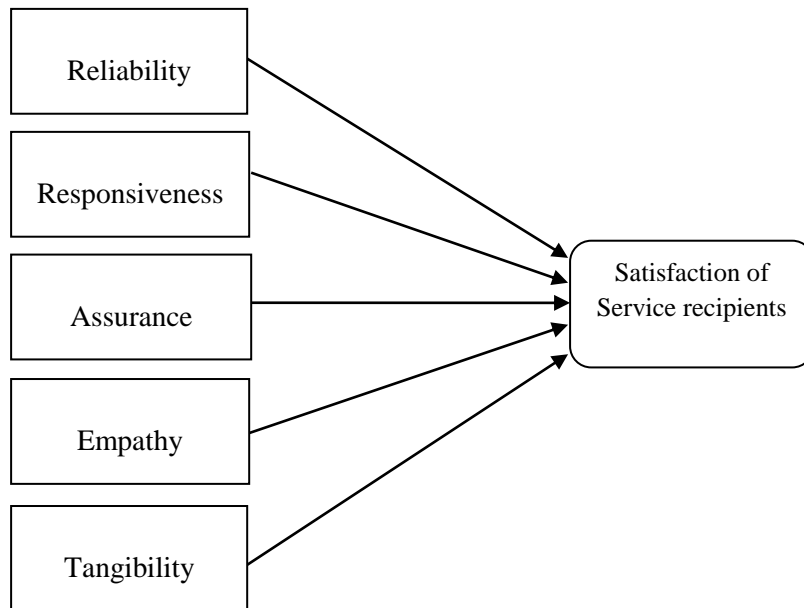 Reliability
Responsiveness
Assurance
Empathy
Tangibility
Satisfaction of
Service recipients